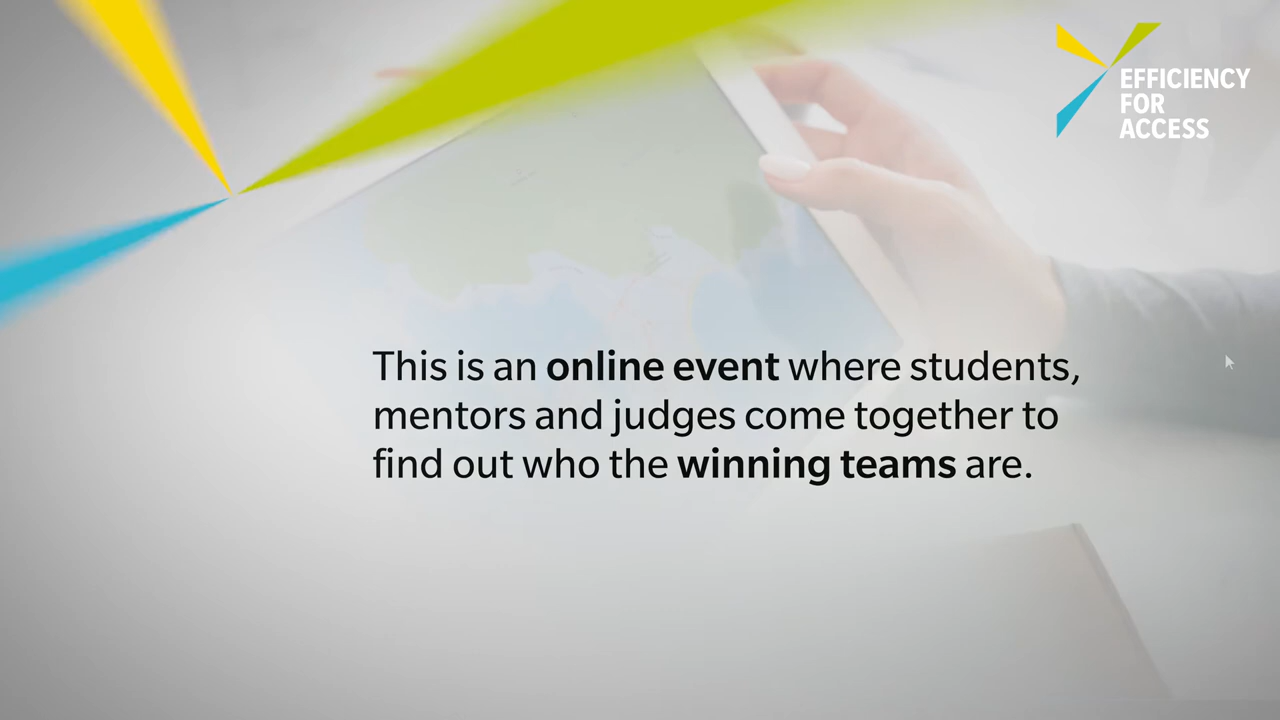 EFFICIENCY
FOR
ACCESS
This is an online event where students,
mentors and judges come together to
find out who the winning teams are.